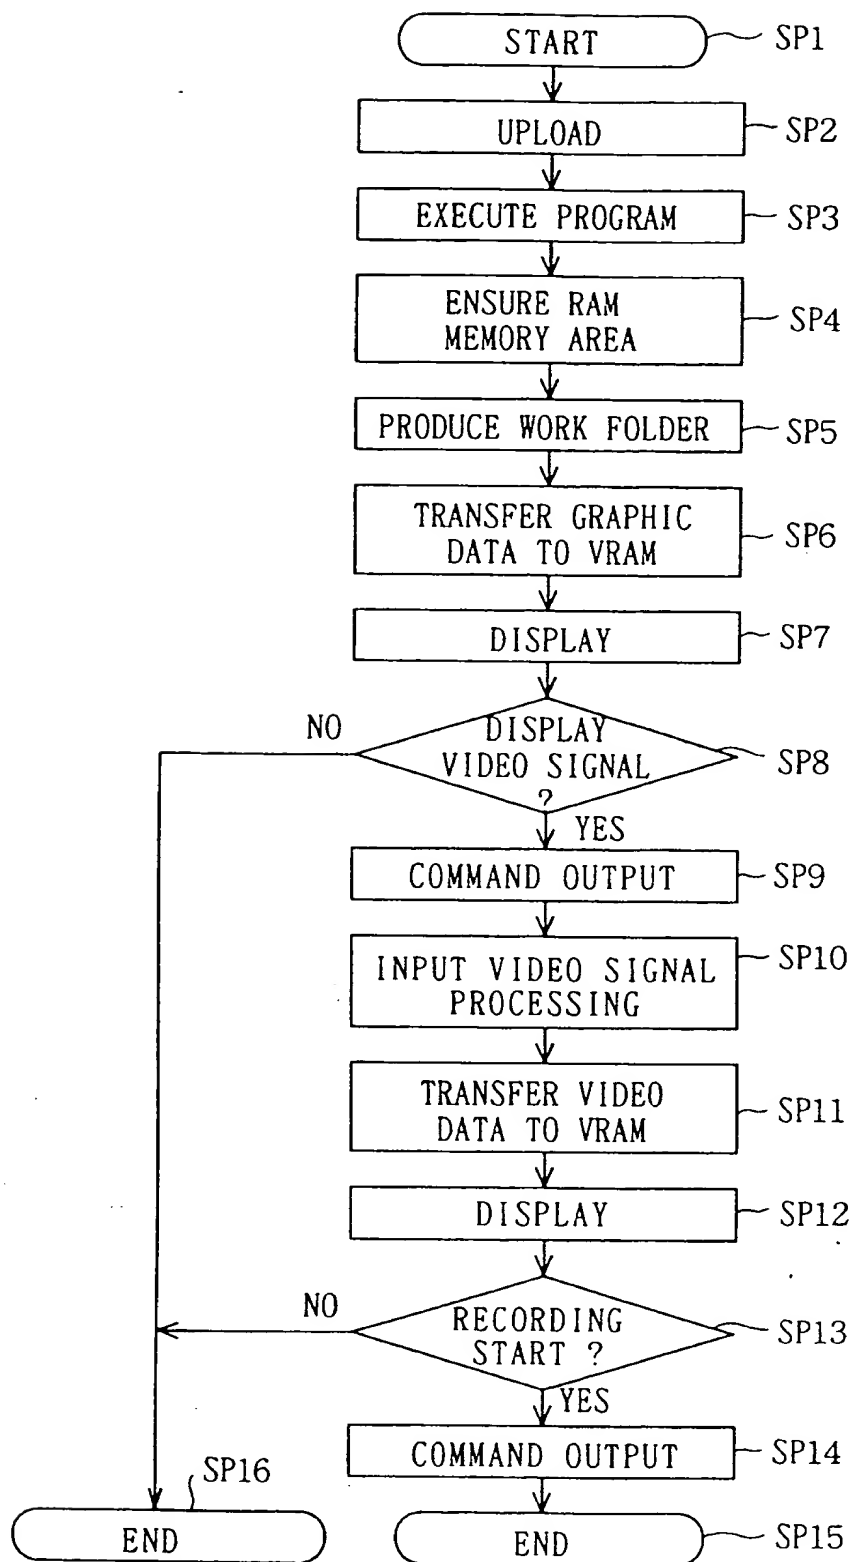 START
SP1
UPLOAD
SP2
EXECUTE PROGRAM
SP3
ENSURE RAM
MEMORY AREA
SP4
PRODUCE WORK FOLDER
SP5
TRANSFER GRAPHIC
DATA TO VRAM
SP6
DISPLAY
SP7
NO
DISPLAY
VIDEO SIGNAL
?
SP8
YES
COMMAND OUTPUT
SP9
INPUT VIDEO SIGNAL
PROCESSING
SP10
TRANSFER VIDEO
DATA TO VRAM
SP11
DISPLAY
SP12
NO
RECORDING
START ?
SP13
YES
COMMAND OUTPUT
SP14
SP16
END
END
SP15